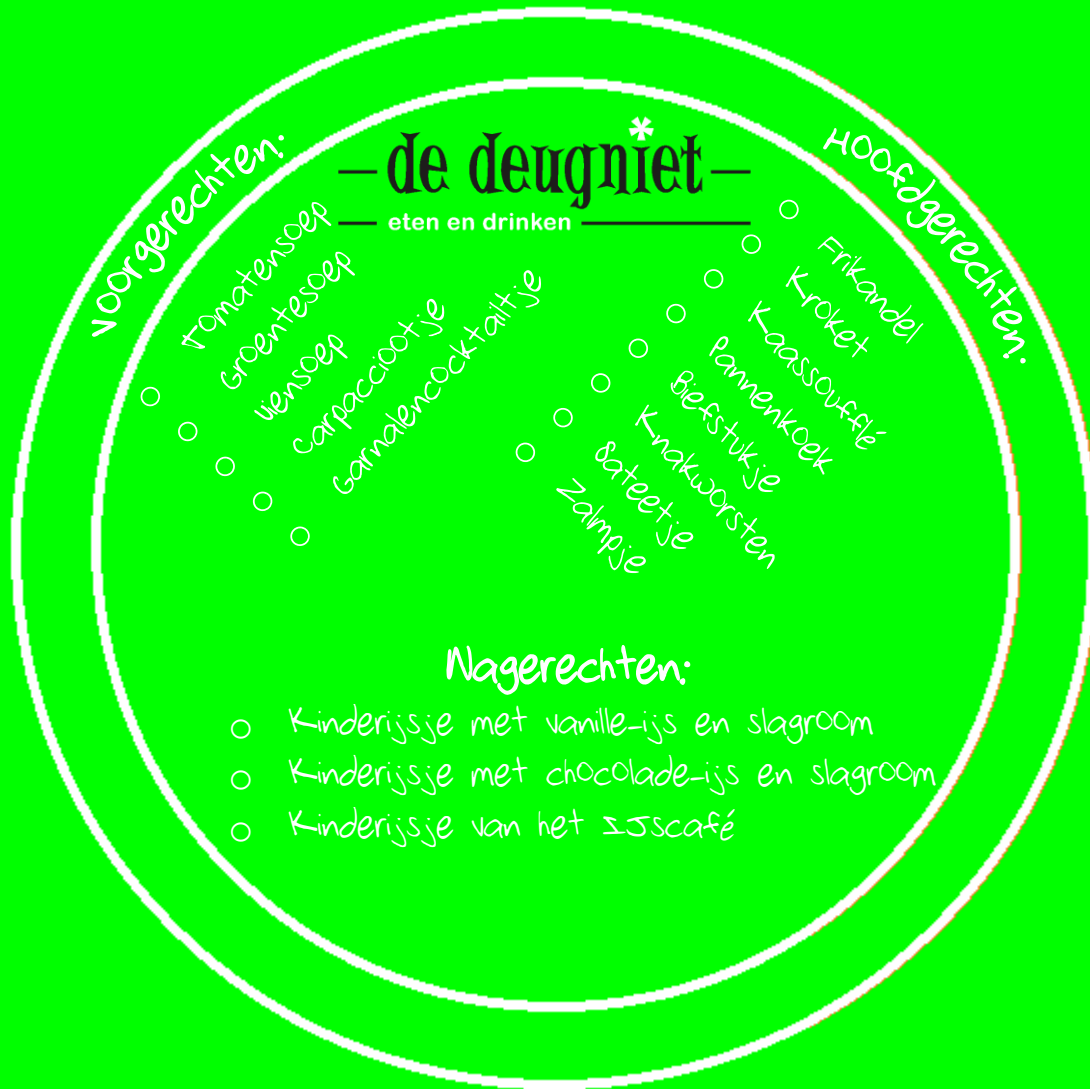 de deugniet
eten en drinken
Voorgerechten:
Tomatensoep
Groentesoep
Uiensoep
Carpacciootje
Garnalencocktailtje
Hoofdgerechten:
Frikandel
Kroket
Kaassoufflé
Pannenkoek
Biefstukje
Knakworsten
Sateetje
Zalmpje
Nagerechten:
Kinderijsje met vanille-ijs en slagroom
Kinderijsje met chocolade-ijs en slagroom
Kinderijsje van het IJscafé